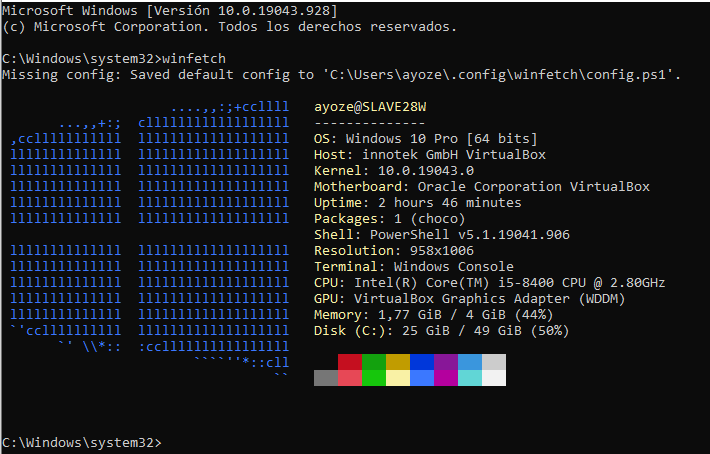 Microsoft Windows [Versión 10.0.19043.928]
(c) Microsoft Corporation. Todos los derechos reservados.
C:\Windows\system32>winfetch
Missing config: Saved default config to 'C:\Users\ayoze\.config\winfetch\config.ps1'.
                     ....,,:;+ccllll   ayoze@SLAVE28W
       ...,,+:;  cllllllllllllllllll   --------------
 ,cclllllllllll  lllllllllllllllllll   OS: Windows 10 Pro [64 bits]
 llllllllllllll  lllllllllllllllllll   Host: innotek GmbH VirtualBox
 llllllllllllll  lllllllllllllllllll   Kernel: 10.0.19043.0
 llllllllllllll  lllllllllllllllllll   Motherboard: Oracle Corporation VirtualBox
 llllllllllllll  lllllllllllllllllll   Uptime: 2 hours 46 minutes
 llllllllllllll  lllllllllllllllllll   Packages: 1 (choco)
                                       Shell: PowerShell v5.1.19041.906
 llllllllllllll  lllllllllllllllllll   Resolution: 958x1006
 llllllllllllll  lllllllllllllllllll   Terminal: Windows Console
 llllllllllllll  lllllllllllllllllll   CPU: Intel(R) Core(TM) i5-8400 CPU @ 2.80GHz
 llllllllllllll  lllllllllllllllllll   GPU: VirtualBox Graphics Adapter (WDDM)
 llllllllllllll  lllllllllllllllllll   Memory: 1,77 GiB / 4 GiB (44%)
 `'ccllllllllll  lllllllllllllllllll   Disk (C:): 25 GiB / 49 GiB (50%)
       `' \\*::  :ccllllllllllllllll
                        ````''*::cll
                                  ``
C:\Windows\system32>